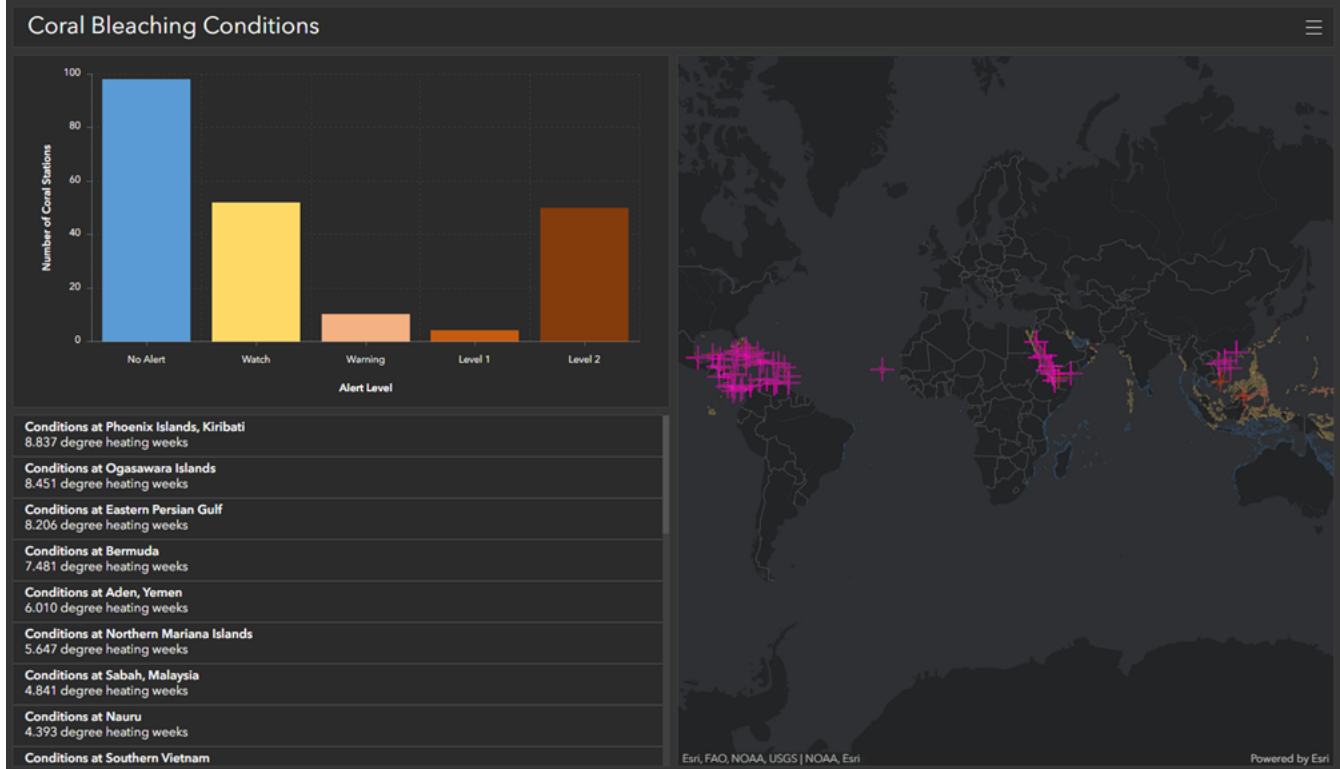 Coral Bleaching Conditions
100
80
60
40
20
0
Number of Coral Stations
No Alert
Watch
Warning
Level 1
Level 2
Alert Level
Conditions at Phoenix Islands, Kiribati
8.837 degree heating weeks
Conditions at Ogasawara Islands
8.451 degree heating weeks
Conditions at Eastern Persian Gulf
8.206 degree heating weeks
Conditions at Bermuda
7.481 degree heating weeks
Conditions at Aden, Yemen
6.010 degree heating weeks
Conditions at Northern Mariana Islands
5.647 degree heating weeks
Conditions at Sabah, Malaysia
4.841 degree heating weeks
Conditions at Nauru
4.393 degree heating weeks
Conditions at Southern Vietnam
Esri, FAO, NOAA, USGS | NOAA, Esri
Powered by Esri